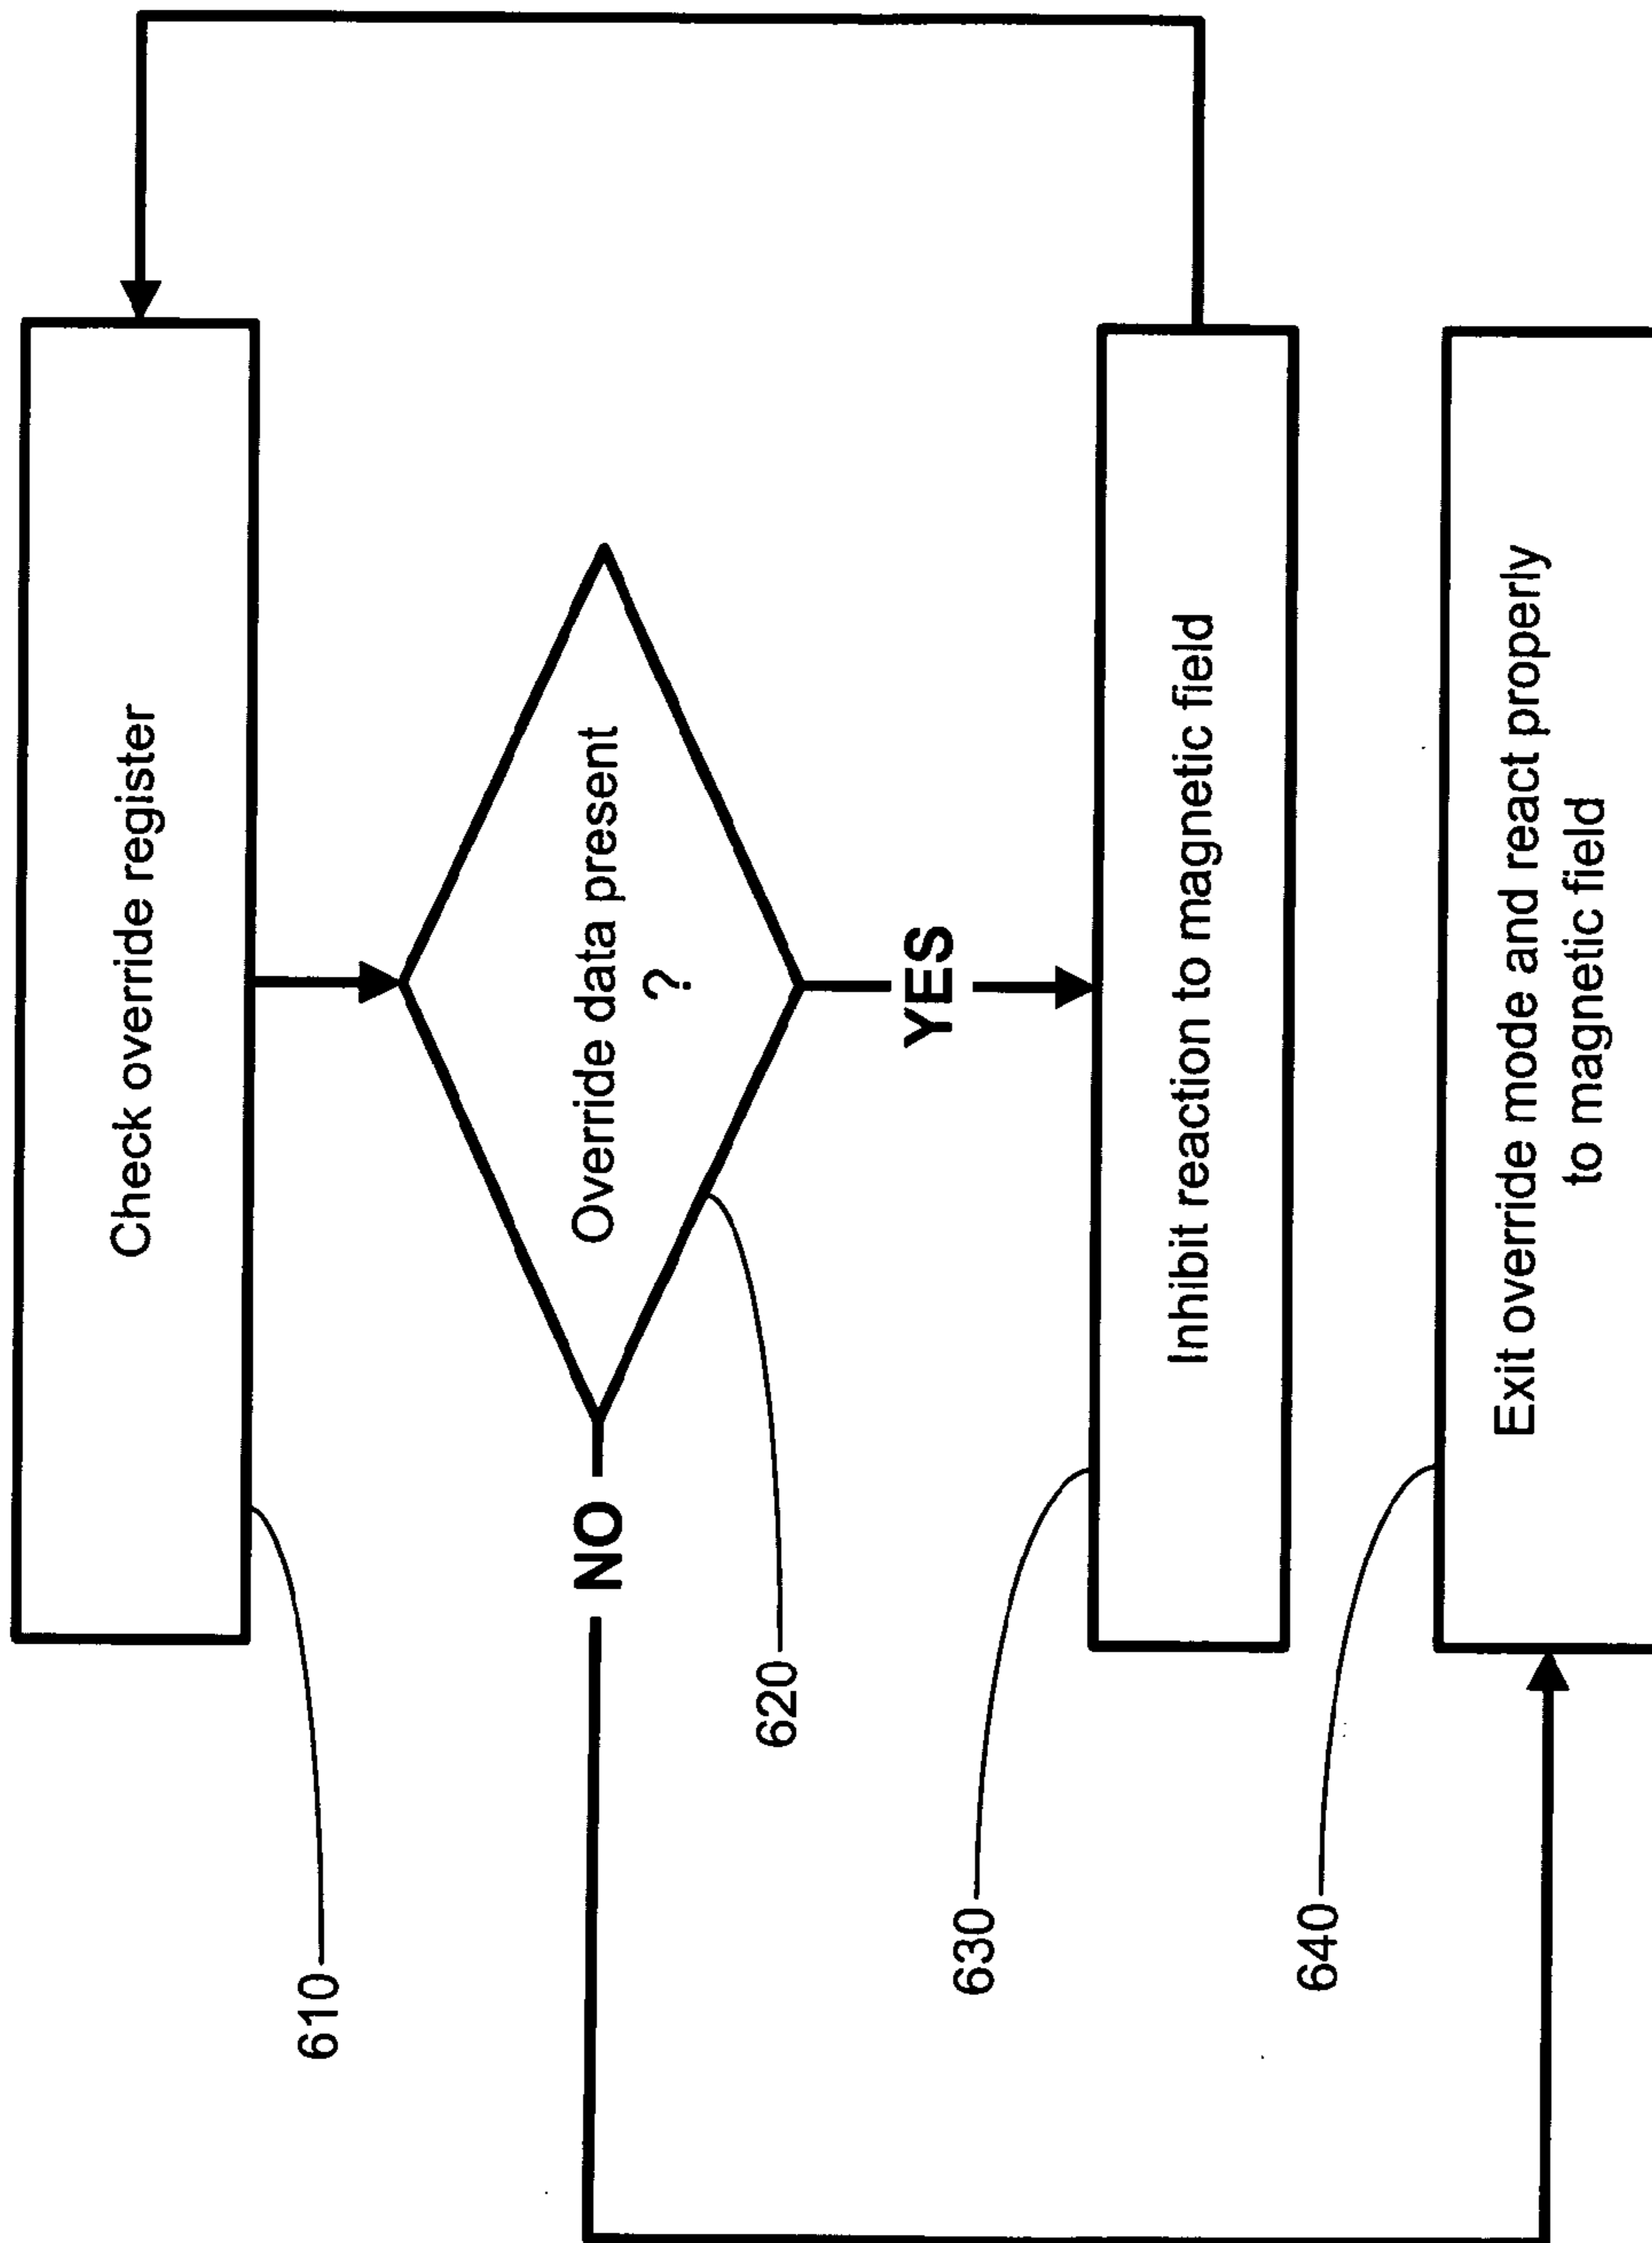 Check override register
610
Override data present
?
NO
620
YES
Inhibit reaction to magnetic field
630
Exit override mode and react properly
to magnetic field
640